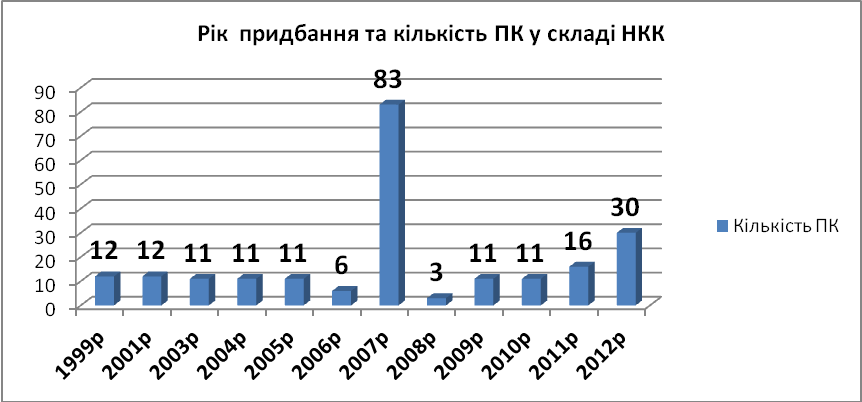 Рік  придбання та кількість ПК у складі НКК
90
80
70
60
50
40
30
20
10
0
12
12
11
11
11
6
83
3
11
11
16
30
1999р
2001р
2003р
2004р
2005р
2006р
2007р
2008р
2009р
2010р
2011р
2012р
Кількість ПК